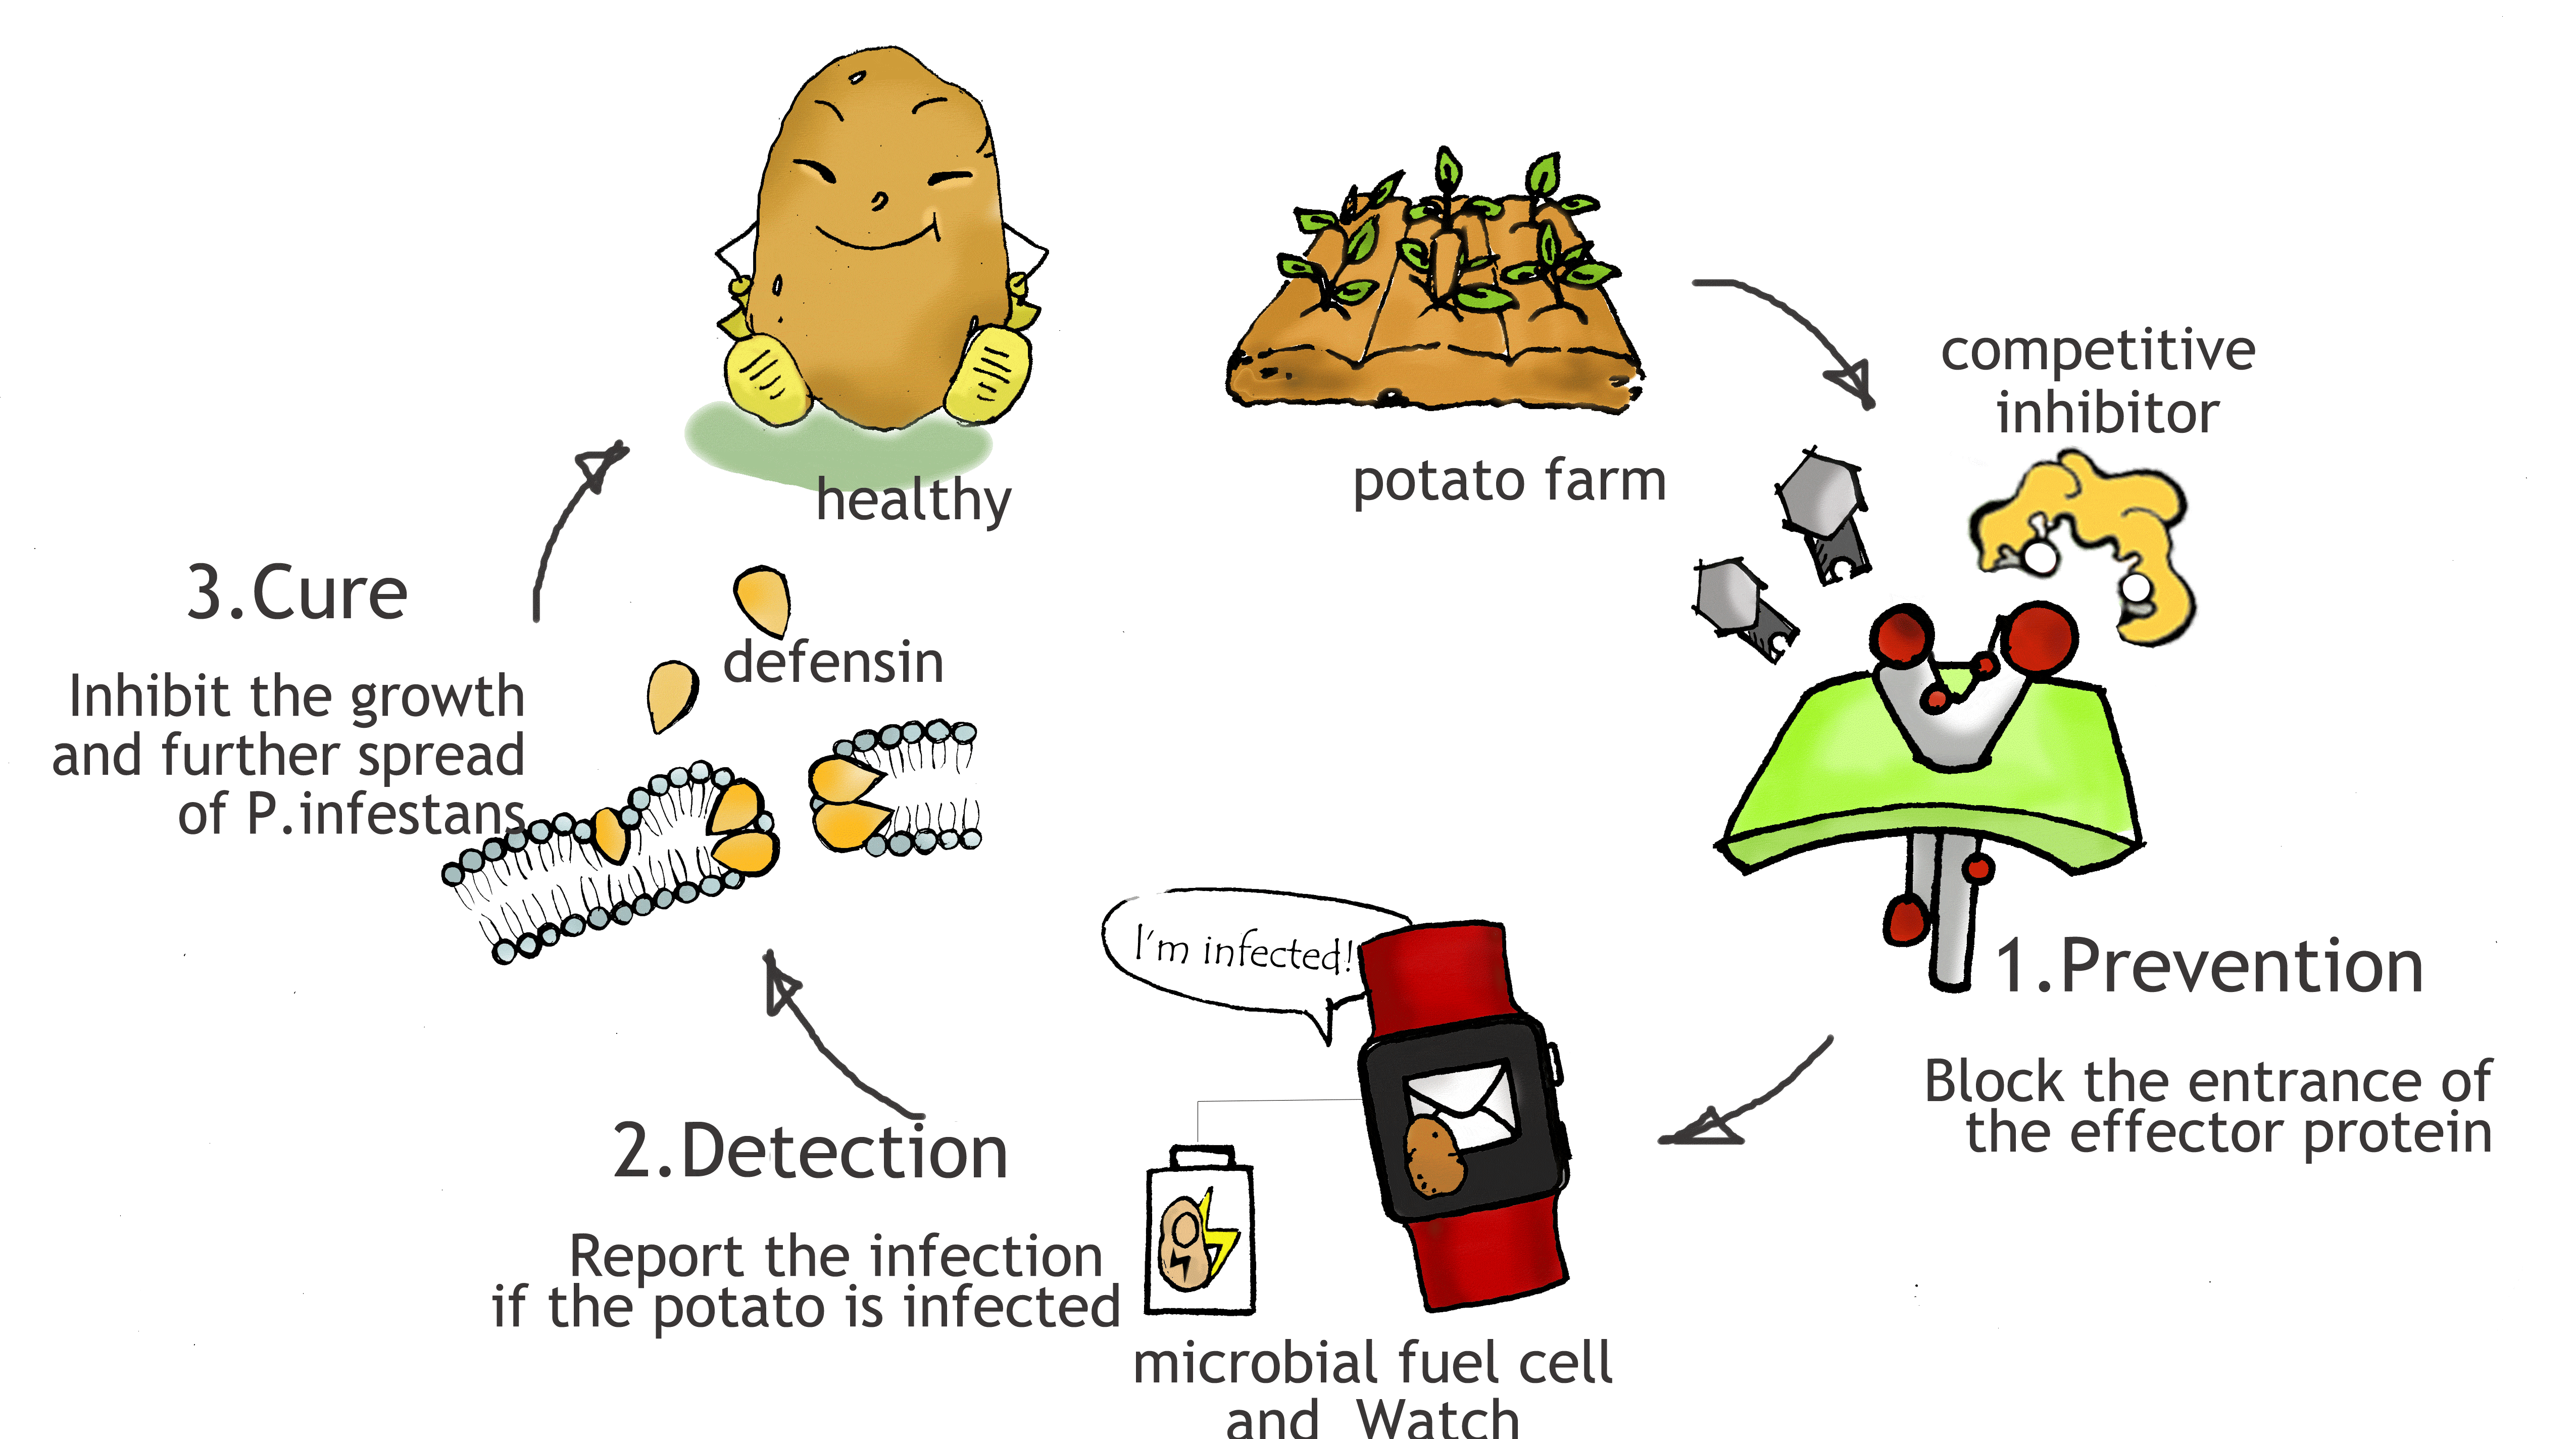 healthy
potato farm
competitive
inhibitor
1.Prevention
Block the entrance of
the effector protein
I'm infected!
microbial fuel cell
and Watch
2.Detection
Report the infection
if the potato is infected
defensin
3.Cure
Inhibit the growth
and further spread
of P.infestans